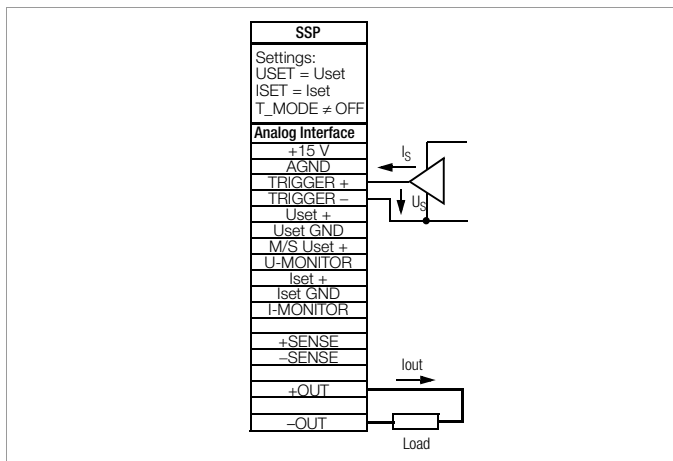 SSP
Settings:
USET = Uset
ISET = Iset
T_MODE ≠ OFF
Analog Interface
+15 V
AGND
TRIGGER +
TRIGGER –
Uset +
Uset GND
M/S Uset +
U-MONITOR
Iset +
Iset GND
I-MONITOR
+SENSE
–SENSE
+OUT
–OUT
IS
US
Iout
Load